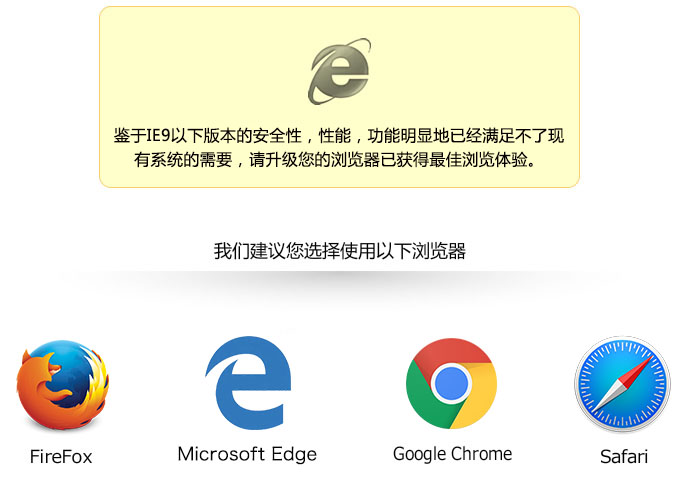 鉴于IE9以下版本的安全性，性能，功能明显地已经满足不了现
有系统的需要，请升级您的浏览器已获得最佳浏览体验。
我们建议您选择使用以下浏览器
FireFox
Microsoft Edge
Google Chrome
Safari